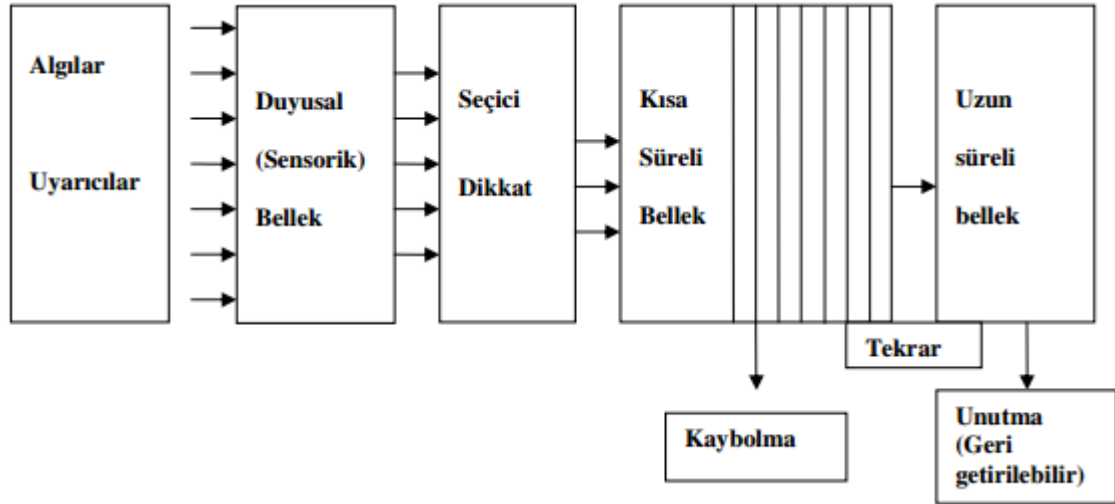 Algılar
Uyarıcılar
Duyusal
(Sensorik)
Bellek
Seçici
Dikkat
Kısa
Süreli
Bellek
Uzun
süreli
bellek
Tekrar
Kaybolma
Unutma
(Geri
getirilebilir)